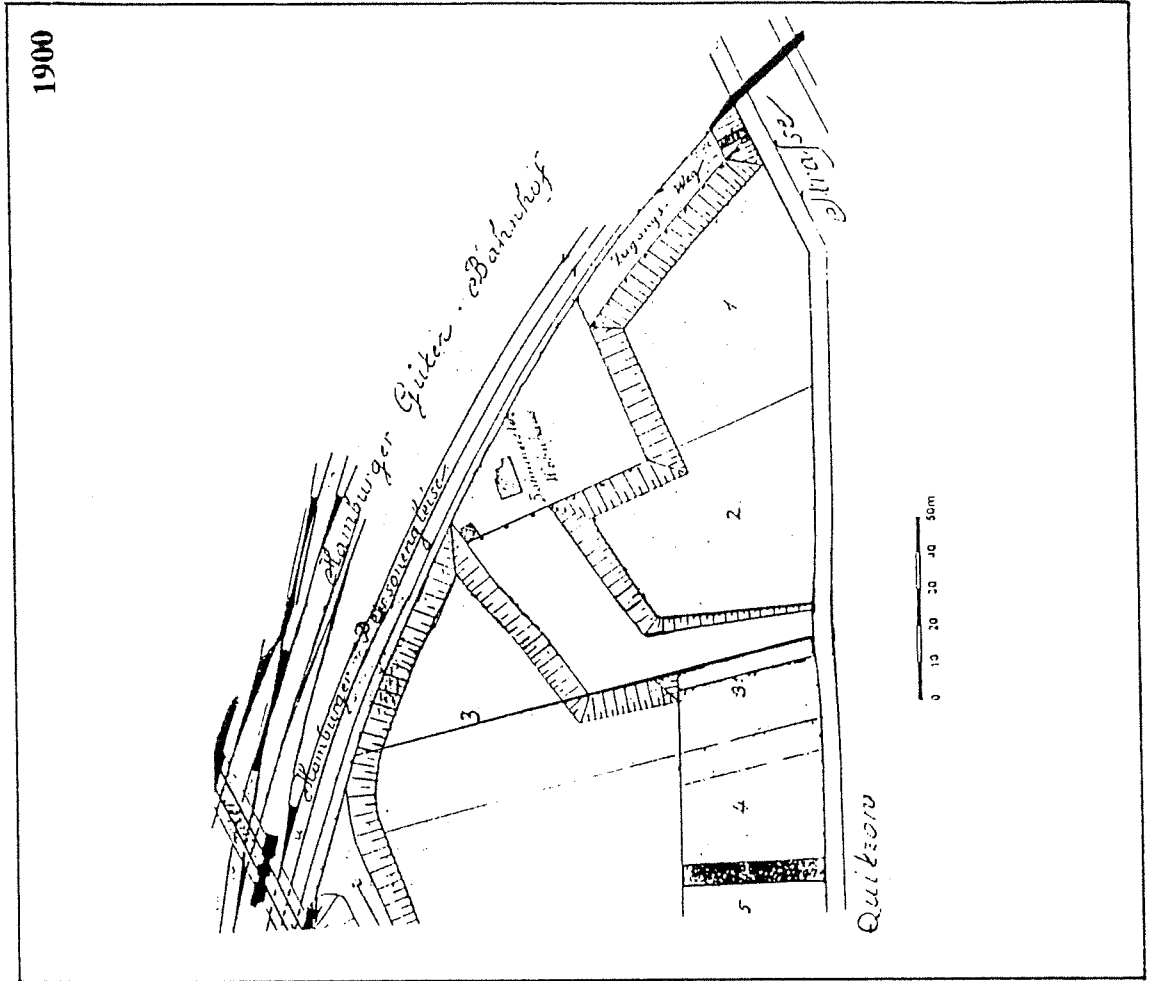 1900
Hamburger Güter-Bahnhof
Hamburger Personengleise
Zugangs-Weg
Strasse
1
2
3
3a
4
5
Quitzow
0 10 20 30 40 50m